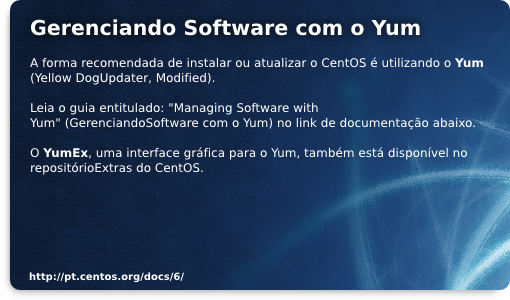 Gerenciando Software com o Yum
A forma recomendada de instalar ou atualizar o CentOS é utilizando o Yum
(Yellow DogUpdater, Modified).
Leia o guia entitulado: "Managing Software with
Yum" (GerenciandoSoftware com o Yum) no link de documentação abaixo.
O YumEx, uma interface gráfica para o Yum, também está disponível no
repositórioExtras do CentOS.
http://pt.centos.org/docs/6/